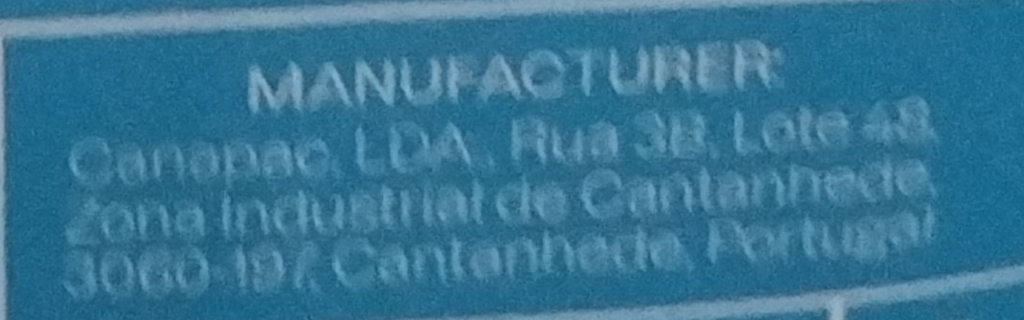 MANUFACTURER:
Canapac, LDA., Rua 3B, Lote 48,
Zona Industrial de Cantanhede,
3060-197, Cantanhede, Portugal